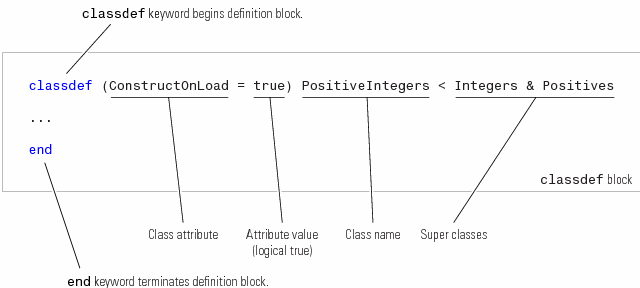 classdef keyword begins definition block.
classdef (ConstructOnLoad = true) PositiveIntegers < Integers & Positives
...
end
classdef block
Class attribute
Attribute value
(logical true)
Class name
Super classes
end keyword terminates definition block.